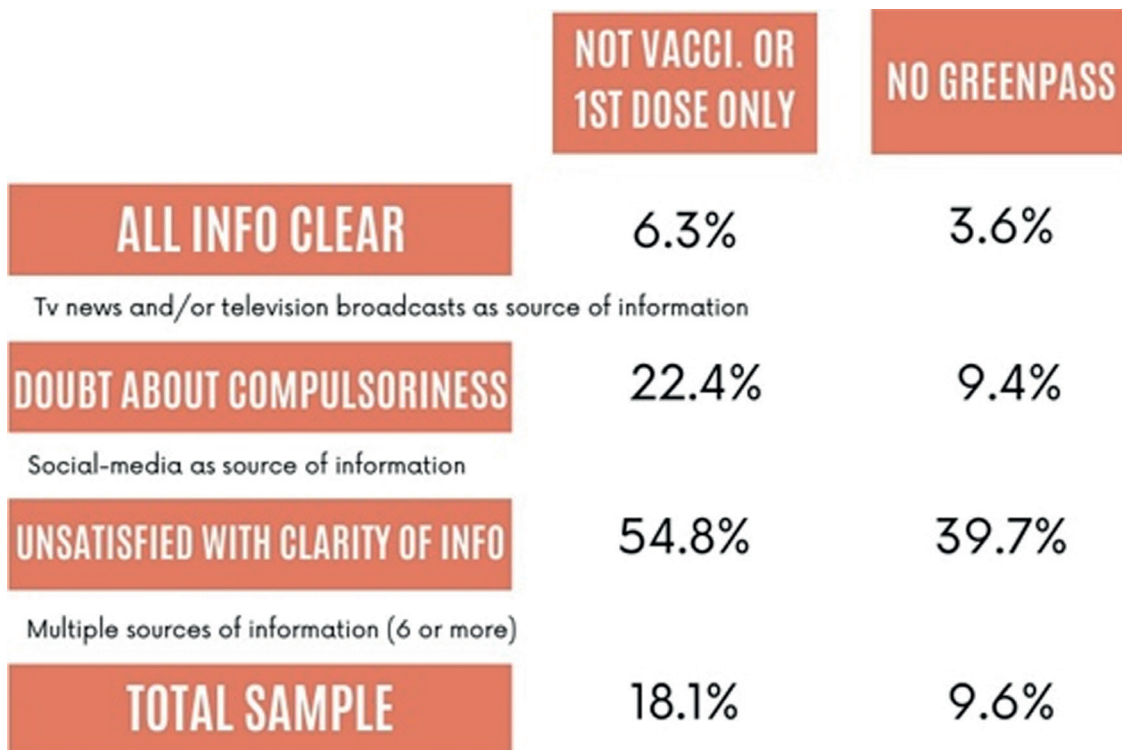 NOT VACCI. OR
1ST DOSE ONLY
NO GREENPASS
ALL INFO CLEAR
6.3%
3.6%
Tv news and/or television broadcasts as source of information
DOUBT ABOUT COMPULSORINESS
22.4%
9.4%
Social-media as source of information
UNSATISFIED WITH CLARITY OF INFO
54.8%
39.7%
Multiple sources of information (6 or more)
TOTAL SAMPLE
18.1%
9.6%